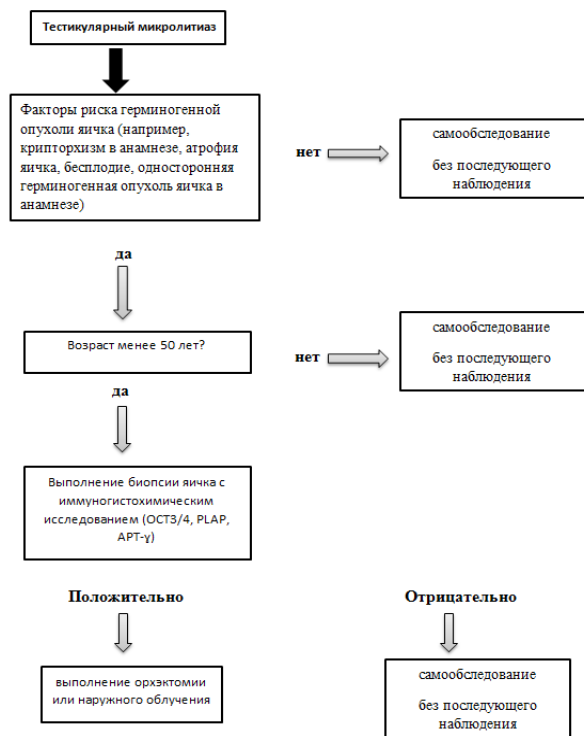 Тестикулярный микролитиаз
Факторы риска герминогенной
опухоли яичка (например,
крипторхизм в анамнезе, атрофия
яичка, бесплодие, односторонняя
герминогенная опухоль яичка в
анамнезе)
нет
самообследование
без последующего
наблюдения
да
Возраст менее 50 лет?
нет
самообследование
без последующего
наблюдения
да
Выполнение биопсии яичка с
иммуногистохимическим
исследованием (ОСТ3/4, PLAP,
APT-γ)
Положительно
Отрицательно
выполнение орхэктомии
или наружного облучения
самообследование
без последующего
наблюдения